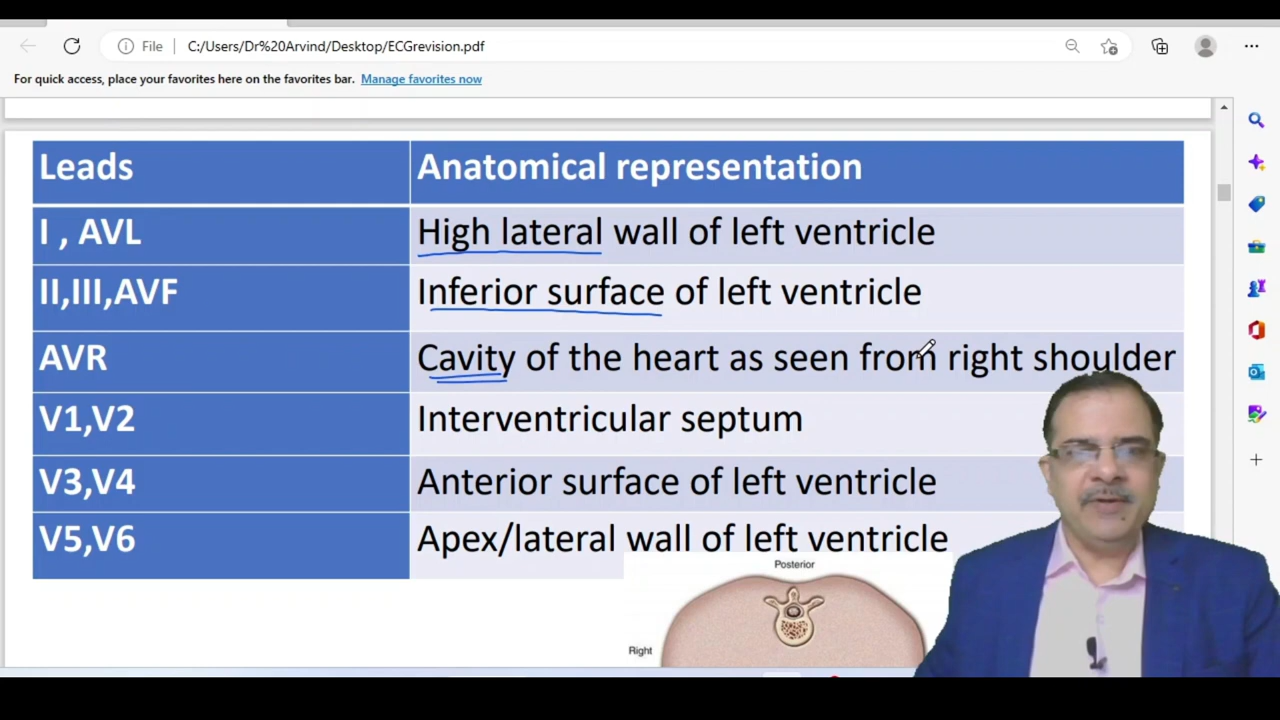 File C:/Users/Dr%20Arvind/Desktop/ECGrevision.pdf
For quick access, place your favorites here on the favorites bar. Manage favorites now
Leads Anatomical representation
I , AVL High lateral wall of left ventricle
II,III,AVF Inferior surface of left ventricle
AVR Cavity of the heart as seen from right shoulder
V1,V2 Interventricular septum
V3,V4 Anterior surface of left ventricle
V5,V6 Apex/lateral wall of left ventricle
Posterior
Right